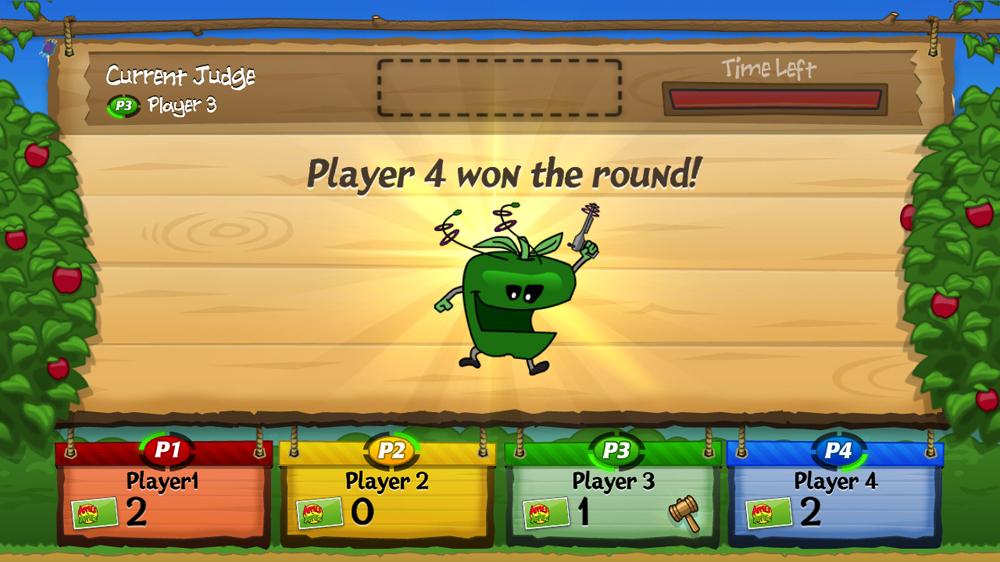 Current Judge
Time Left
P3 Player 3
Player 4 won the round!
P1
P2
P3
P4
Player1
Player 2
Player 3
Player 4
2
0
1
2